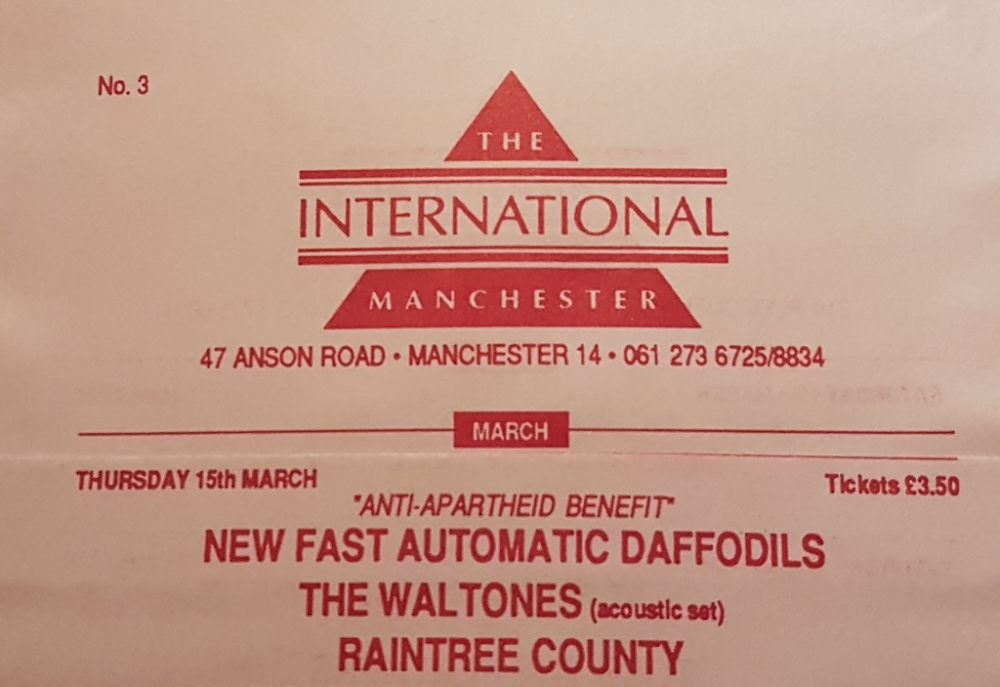 No. 3
THE
INTERNATIONAL
MANCHESTER
47 ANSON ROAD • MANCHESTER 14 • 061 273 6725/8834
MARCH
THURSDAY 15th MARCH
Tickets £3.50
"ANTI-APARTHEID BENEFIT"
NEW FAST AUTOMATIC DAFFODILS
THE WALTONES (acoustic set)
RAINTREE COUNTY